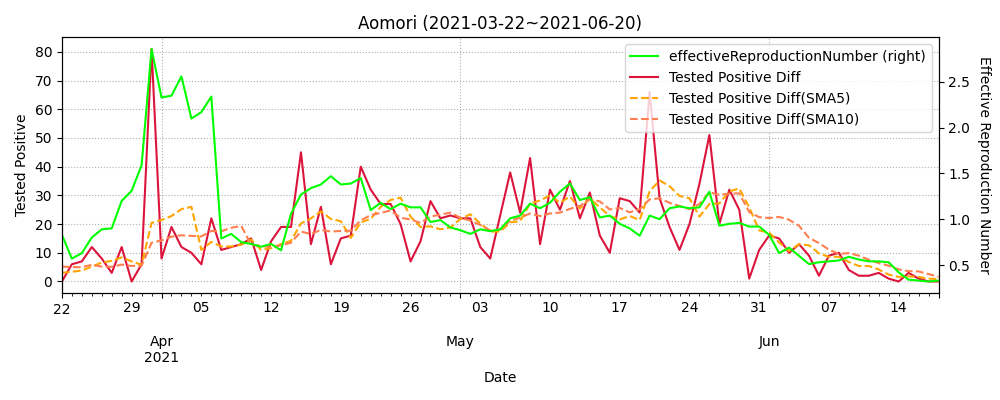 Aomori (2021-03-22~2021-06-20)
effectiveReproductionNumber (right)
Tested Positive Diff
Tested Positive Diff(SMA5)
Tested Positive Diff(SMA10)
Tested Positive
80
70
60
50
40
30
20
10
0
2.5
2.0
1.5
1.0
0.5
Effective Reproduction Number
22 29 05 12 19 26 03 10 17 24 31 07 14
Apr May Jun
2021
Date